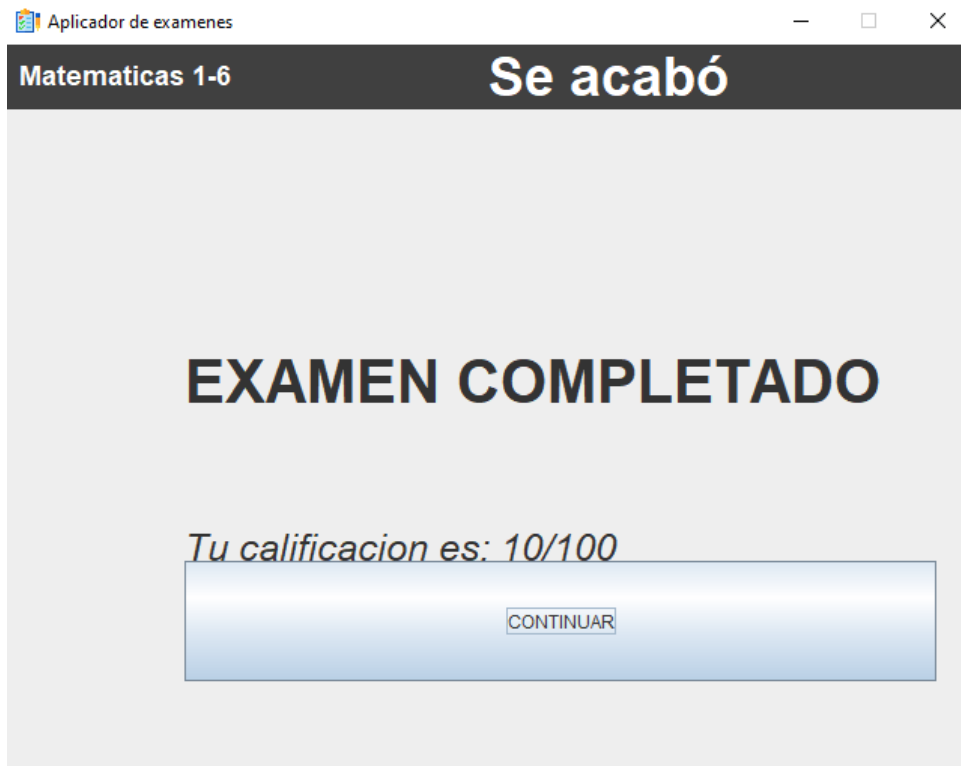 Aplicador de examenes
Matematicas 1-6
Se acabó
EXAMEN COMPLETADO
Tu calificacion es: 10/100
CONTINUAR